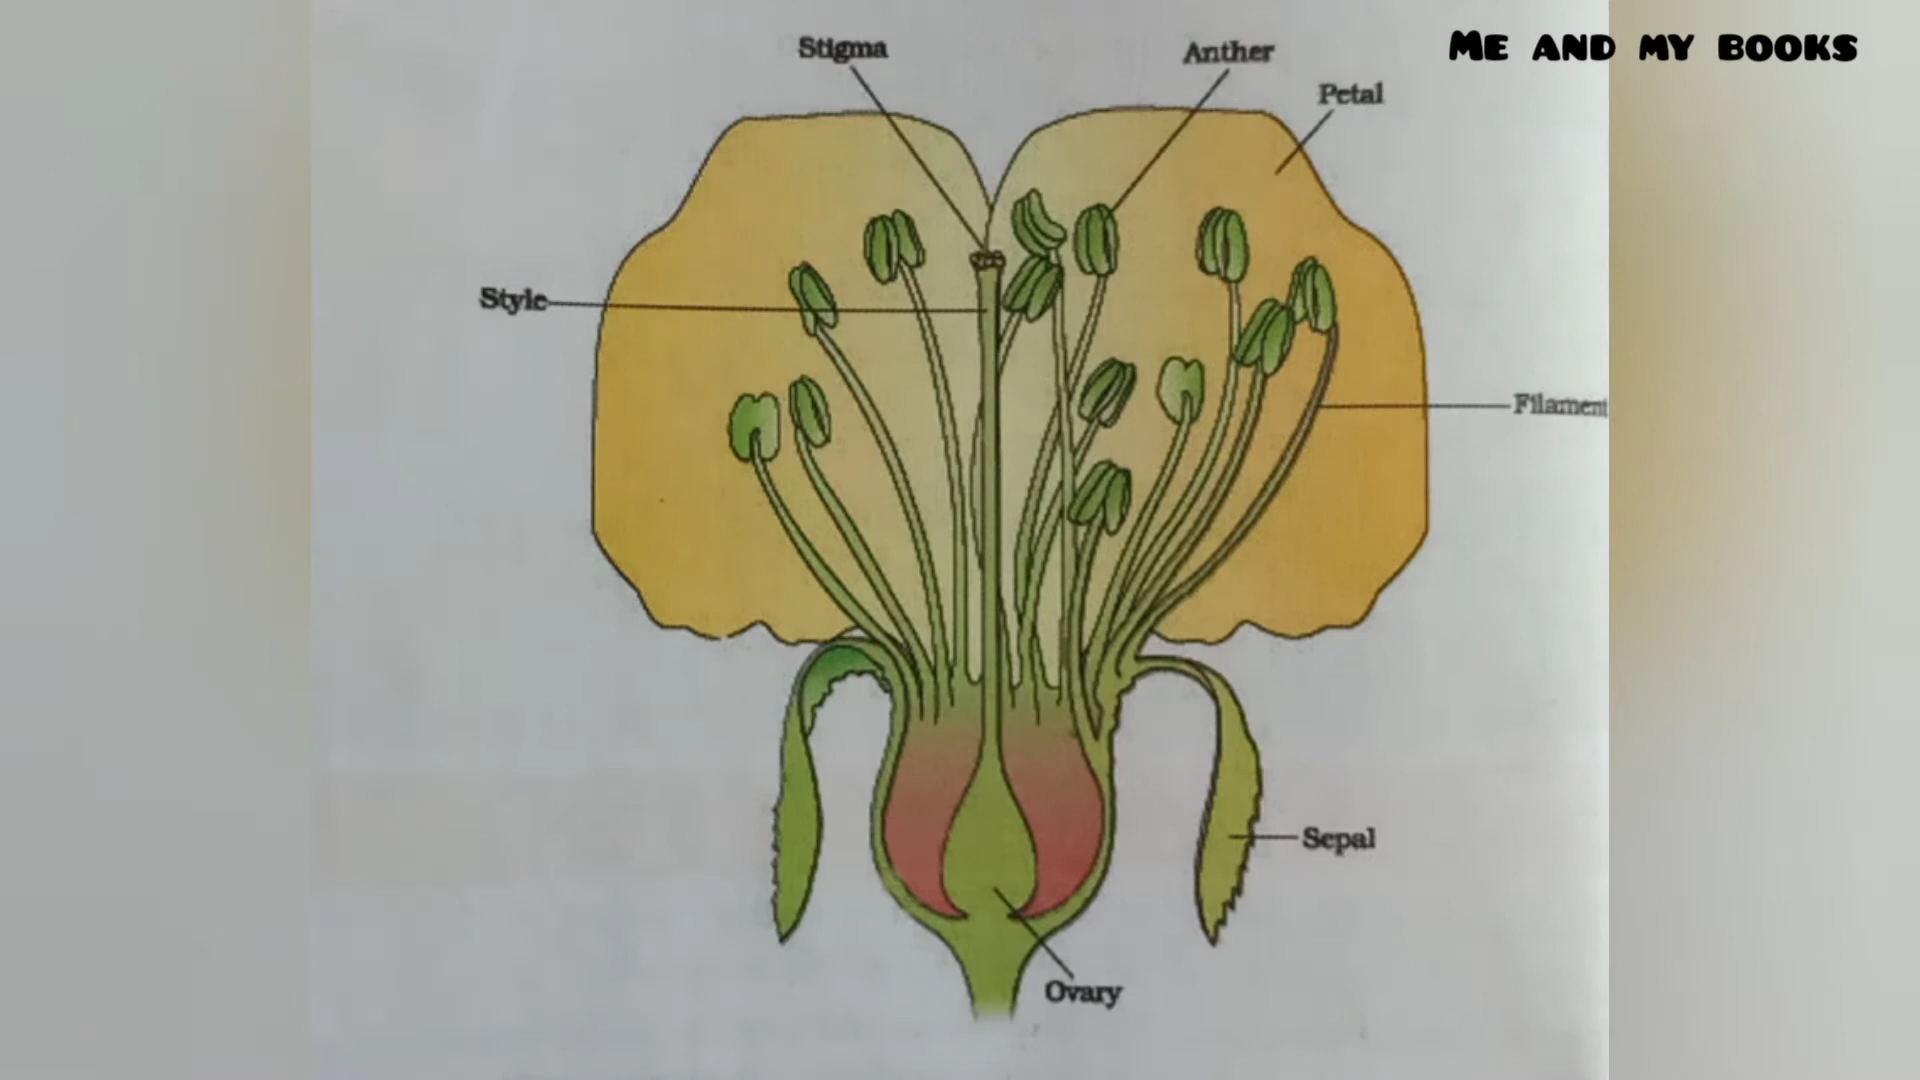 ME AND MY BOOKS
Stigma
Anther
Petal
Style
Filament
Sepal
Ovary